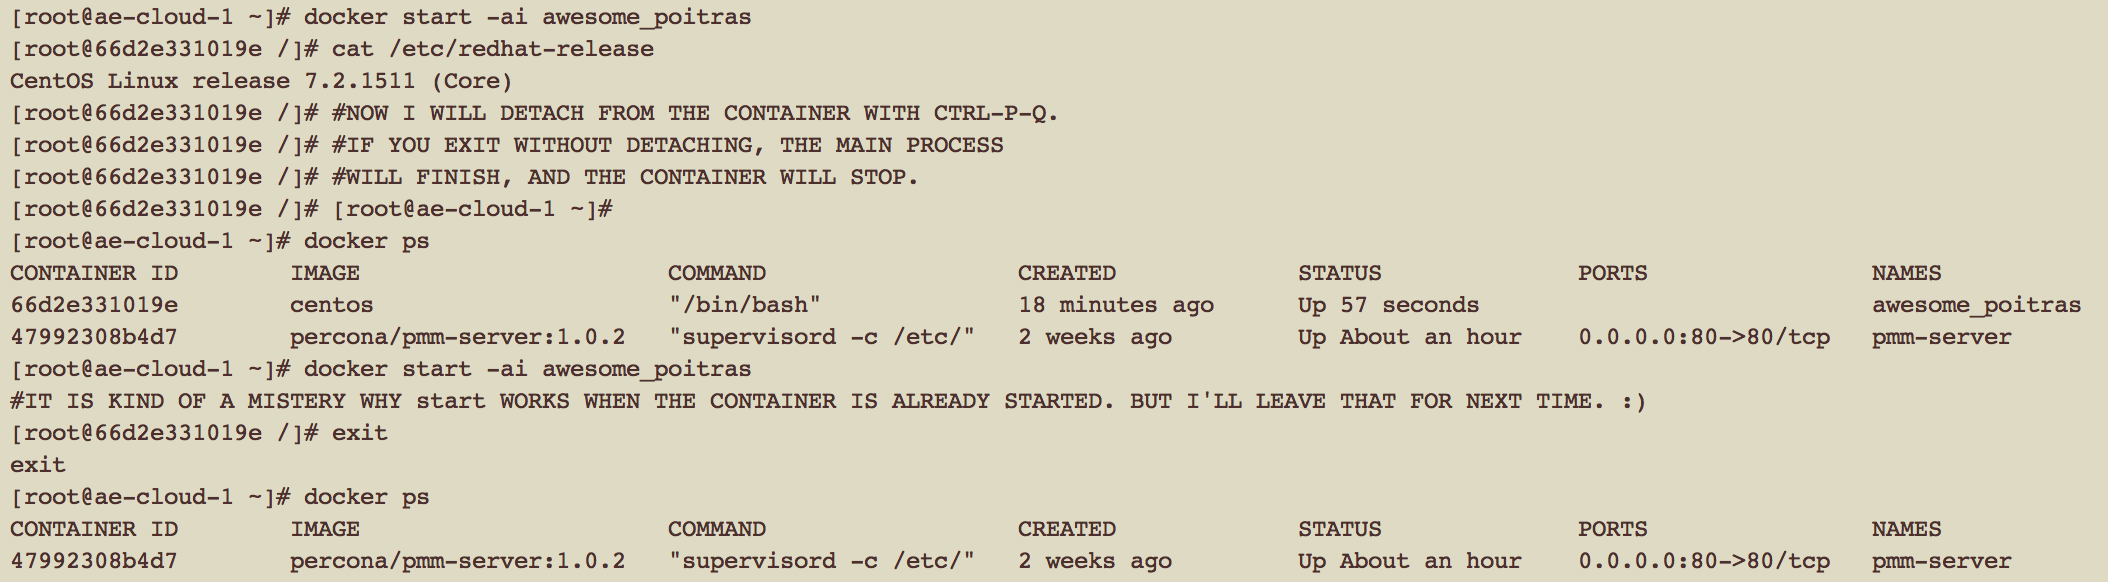 [root@ae-cloud-1 ~]# docker start -ai awesome_poitras
[root@66d2e331019e /]# cat /etc/redhat-release
CentOS Linux release 7.2.1511 (Core)
[root@66d2e331019e /]# #NOW I WILL DETACH FROM THE CONTAINER WITH CTRL-P-Q.
[root@66d2e331019e /]# #IF YOU EXIT WITHOUT DETACHING, THE MAIN PROCESS
[root@66d2e331019e /]# #WILL FINISH, AND THE CONTAINER WILL STOP.
[root@66d2e331019e /]# [root@ae-cloud-1 ~]#
[root@ae-cloud-1 ~]# docker ps
CONTAINER ID        IMAGE                      COMMAND                  CREATED             STATUS              PORTS                NAMES
66d2e331019e        centos                     "/bin/bash"              18 minutes ago      Up 57 seconds                            awesome_poitras
47992308b4d7        percona/pmm-server:1.0.2   "supervisord -c /etc/"   2 weeks ago         Up About an hour    0.0.0.0:80->80/tcp   pmm-server
[root@ae-cloud-1 ~]# docker start -ai awesome_poitras
#IT IS KIND OF A MISTERY WHY start WORKS WHEN THE CONTAINER IS ALREADY STARTED. BUT I'LL LEAVE THAT FOR NEXT TIME. :)
[root@66d2e331019e /]# exit
exit
[root@ae-cloud-1 ~]# docker ps
CONTAINER ID        IMAGE                      COMMAND                  CREATED             STATUS              PORTS                NAMES
47992308b4d7        percona/pmm-server:1.0.2   "supervisord -c /etc/"   2 weeks ago         Up About an hour    0.0.0.0:80->80/tcp   pmm-server